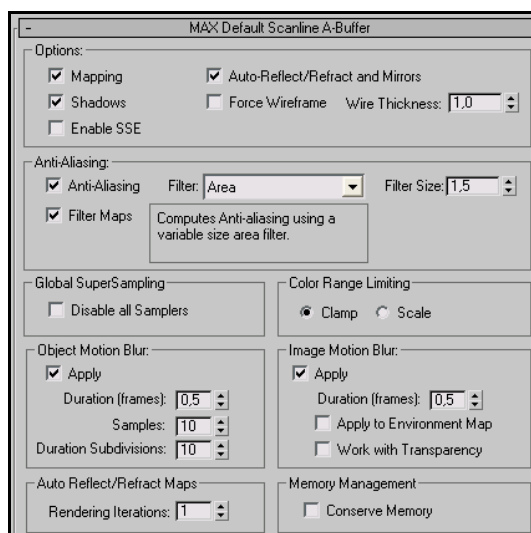 - MAX Default Scanline A-Buffer
Options:
Mapping Auto-Reflect/Refract and Mirrors
Shadows Force Wireframe Wire Thickness: 1,0
Enable SSE
Anti-Aliasing:
Anti-Aliasing Filter: Area Filter Size: 1,5
Filter Maps
Computes Anti-aliasing using a
variable size area filter.
Global SuperSampling
Disable all Samplers
Color Range Limiting
Clamp Scale
Object Motion Blur:
Apply
Duration (frames): 0,5
Samples: 10
Duration Subdivisions: 10
Image Motion Blur:
Apply
Duration (frames): 0,5
Apply to Environment Map
Work with Transparency
Auto Reflect/Refract Maps
Rendering Iterations: 1
Memory Management
Conserve Memory